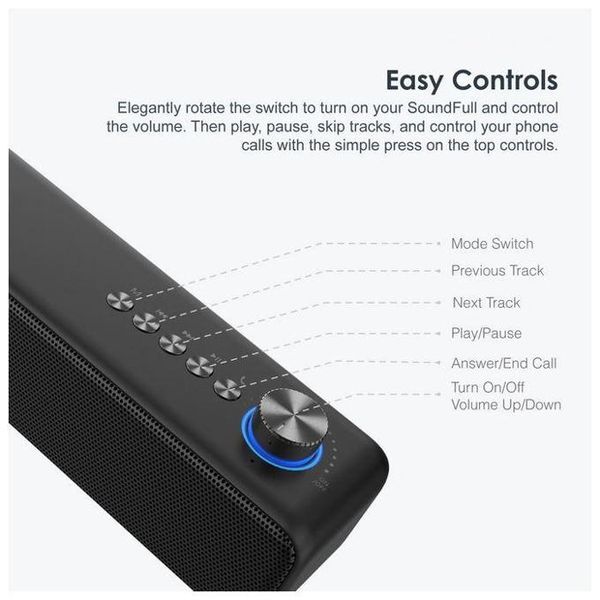 Easy Controls
Elegantly rotate the switch to turn on your SoundFull and control
the volume. Then play, pause, skip tracks, and control your phone
calls with the simple press on the top controls.
Mode Switch
Previous Track
Next Track
Play/Pause
Answer/End Call
Turn On/Off
Volume Up/Down